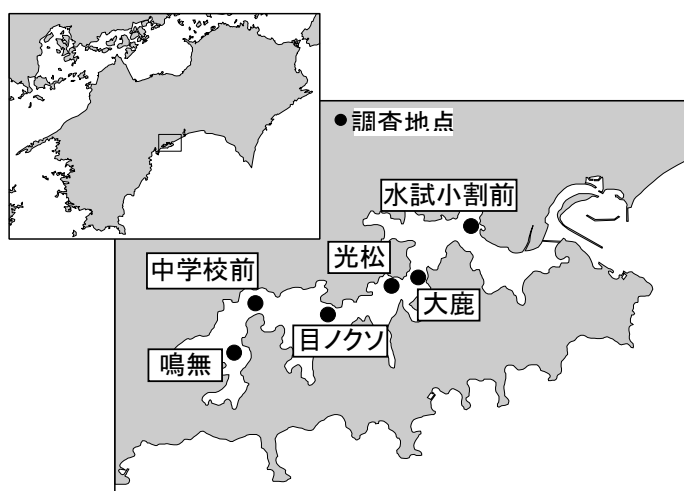 ●調査地点
水試小割前
光松
中学校前
大鹿
目ノクソ
鳴無